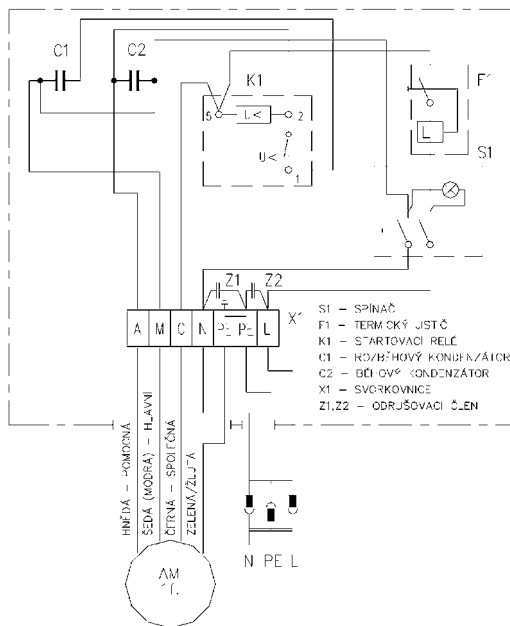 C1
C2
K1
F1
5
U<
2
U<
1
S1
Z1
Z2
A M C N PE PE L
X1
S1 – SPÍNAČ
F1 – TERMICKÝ JISTIČ
K1 – STARTOVACÍ RELÉ
C1 – ROZBĚHOVÝ KONDENZÁTOR
C2 – BĚHOVÝ KONDENZÁTOR
X1 – SVORKOVNICE
Z1,Z2 – ODRUŠOVACÍ ČLEN
HNĚDÁ – POMOCNÁ
ŠEDÁ (MODRÁ) – HLAVNÍ
ČERNÁ – SPOLEČNÁ
ZELENÁ/ŽLUTÁ
N PE L
AM